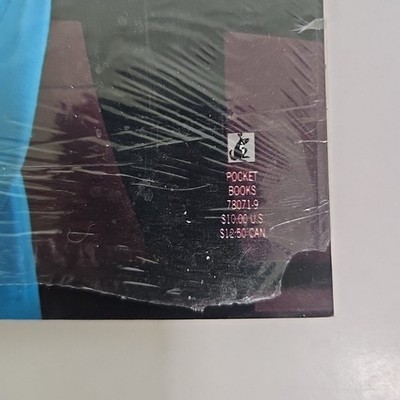 POCKET
BOOKS
78071-9
$10.00 U.S.
$12.50 CAN.